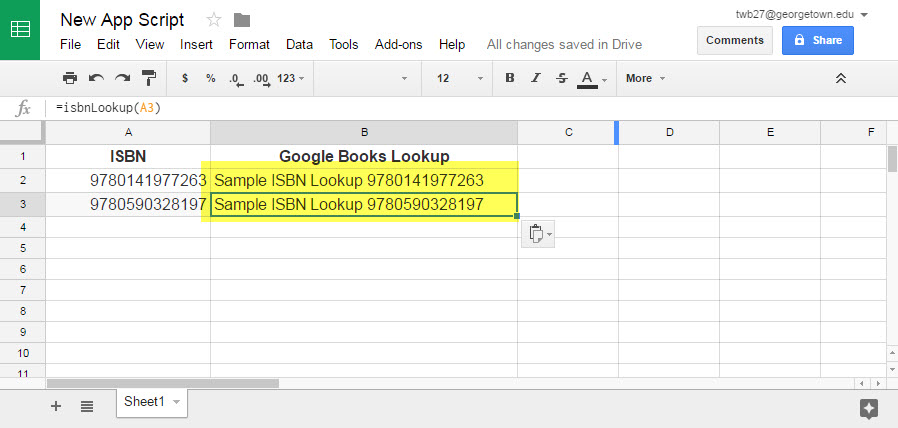 New App Script
twb27@georgetown.edu
File Edit View Insert Format Data Tools Add-ons Help All changes saved in Drive
Comments Share
$ % .0 .00 123 12 B I S A More
fx =isbnLookup(A3)
A B C D E F
1 ISBN Google Books Lookup
2 9780141977263 Sample ISBN Lookup 9780141977263
3 9780590328197 Sample ISBN Lookup 9780590328197
4
5
6
7
8
9
10
11
Sheet1